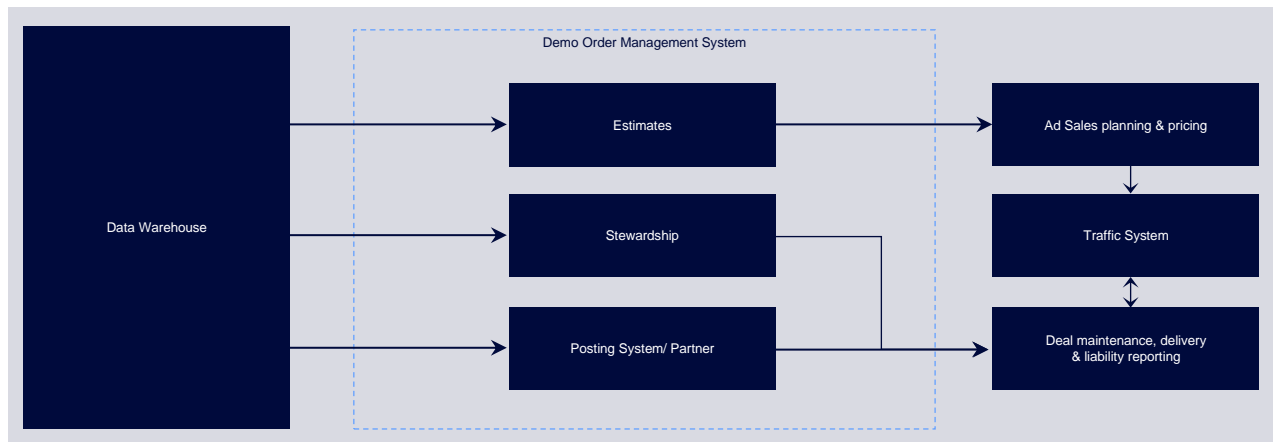 Demo Order Management System
Estimates
Ad Sales planning & pricing
Data Warehouse
Stewardship
Traffic System
Posting System/ Partner
Deal maintenance, delivery
& liability reporting